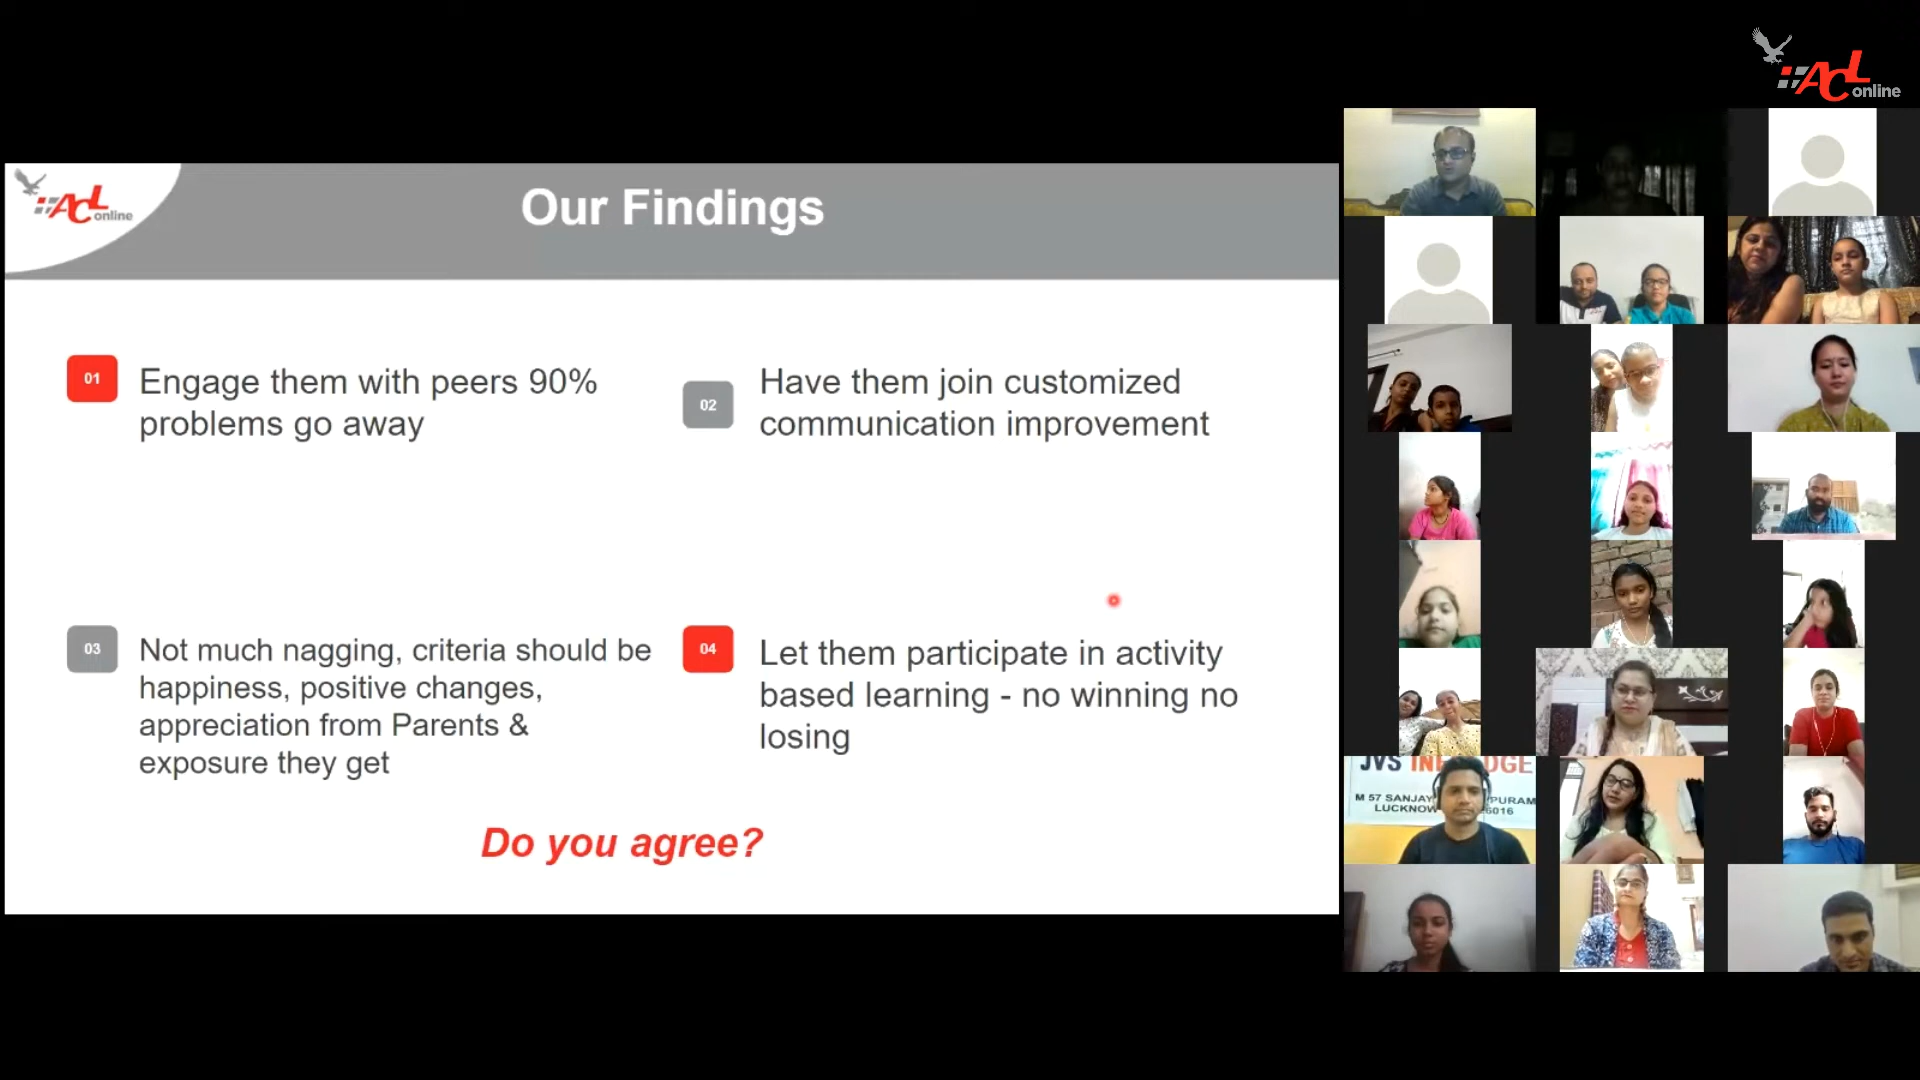 ACL
online
ACL
online
Our Findings
01
Engage them with peers 90%
problems go away
02
Have them join customized
communication improvement
03
Not much nagging, criteria should be
happiness, positive changes,
appreciation from Parents &
exposure they get
04
Let them participate in activity
based learning - no winning no
losing
Do you agree?
JVS
M 57 SANJAY
LUCKNOW